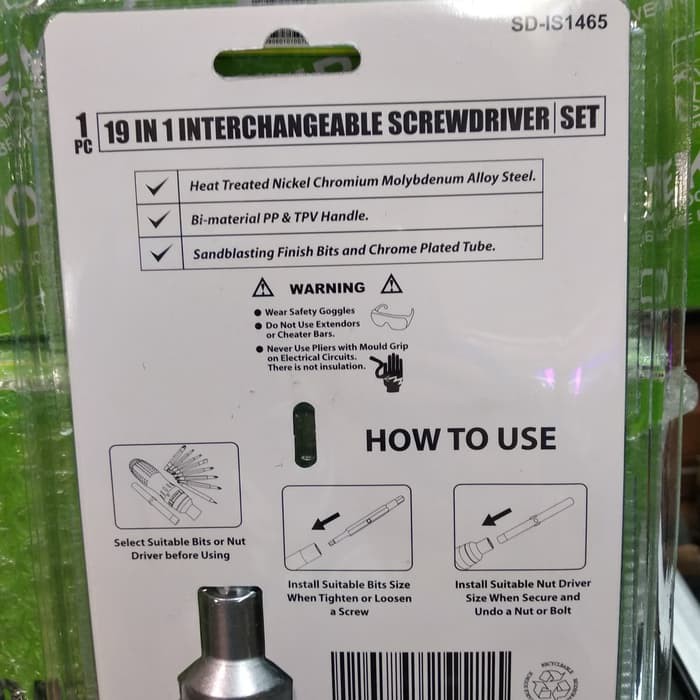 SD-IS1465
1 PC 19 IN 1 INTERCHANGEABLE SCREWDRIVER SET
Heat Treated Nickel Chromium Molybdenum Alloy Steel.
Bi-material PP & TPV Handle.
Sandblasting Finish Bits and Chrome Plated Tube.
WARNING
Wear Safety Goggles
Do Not Use Extendors
or Cheater Bars.
Never Use Pliers with Mould Grip
on Electrical Circuits.
There is not insulation.
HOW TO USE
Select Suitable Bits or Nut
Driver before Using
Install Suitable Bits Size
When Tighten or Loosen
a Screw
Install Suitable Nut Driver
Size When Secure and
Undo a Nut or Bolt
RECYCLABLE